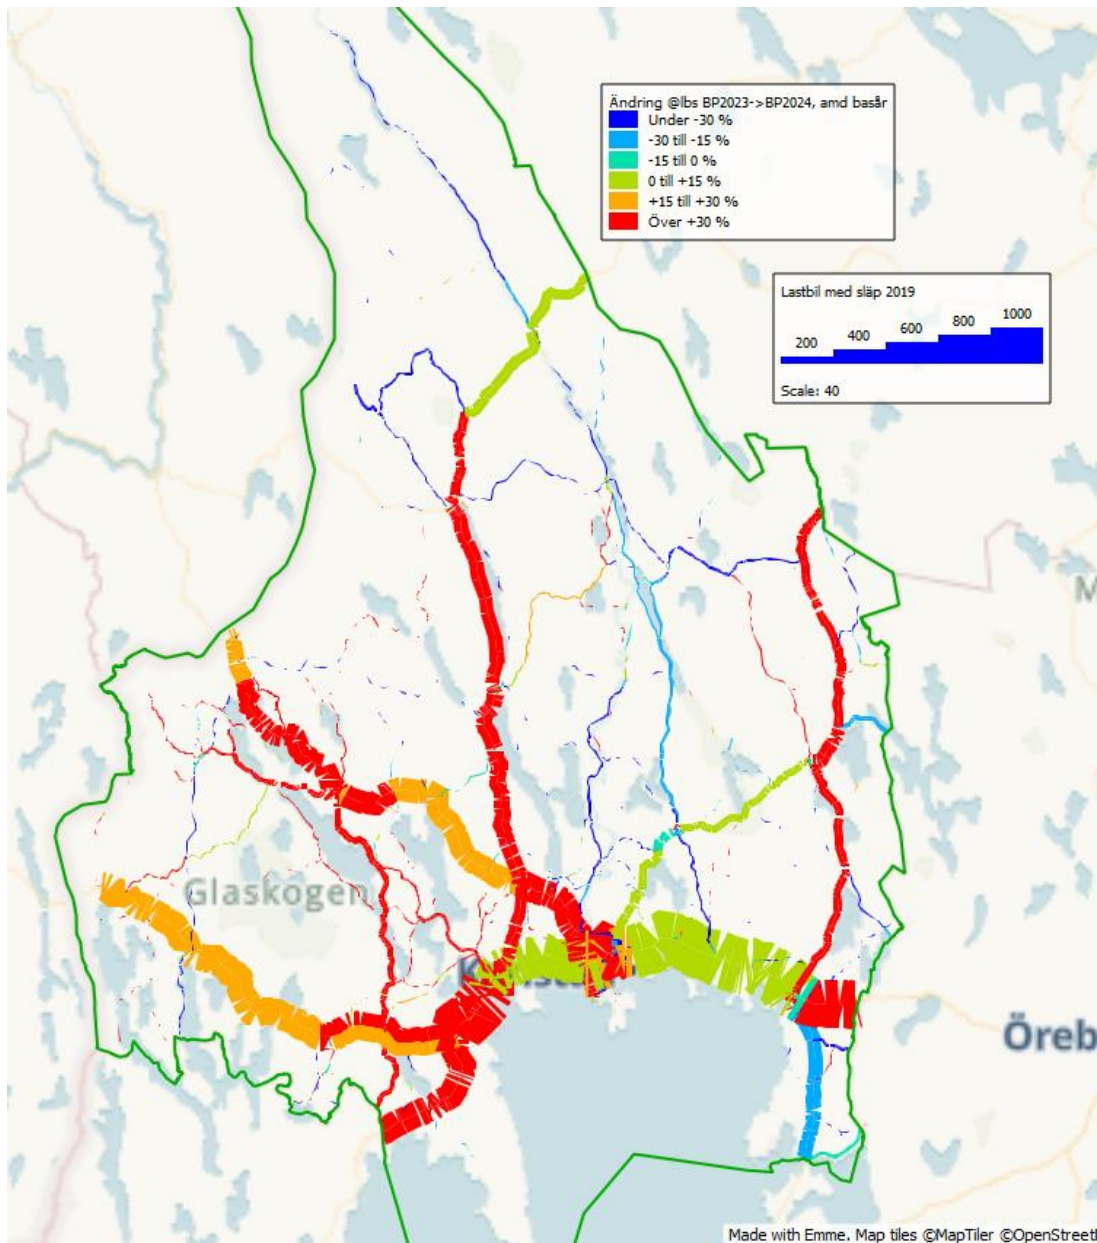 Ändring @lbs BP2023->BP2024, amd basår
Under -30 %
-30 till -15 %
-15 till 0 %
0 till +15 %
+15 till +30 %
Över +30 %
Lastbil med släp 2019
200 400 600 800 1000
Scale: 40
Glaskogen
Öreb
Made with Emme. Map tiles ©MapTiler ©OpenStreetM